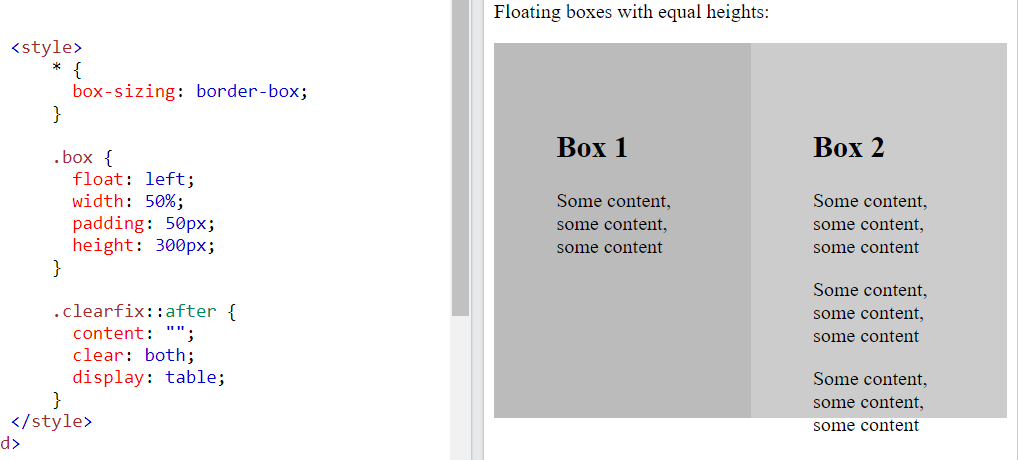 <style>
* {
box-sizing: border-box;
}
.box {
float: left;
width: 50%;
padding: 50px;
height: 300px;
}
.clearfix::after {
content: "";
clear: both;
display: table;
}
</style>
d>
Floating boxes with equal heights:
Box 1
Some content,
some content,
some content
Box 2
Some content,
some content,
some content
Some content,
some content,
some content
Some content,
some content,
some content